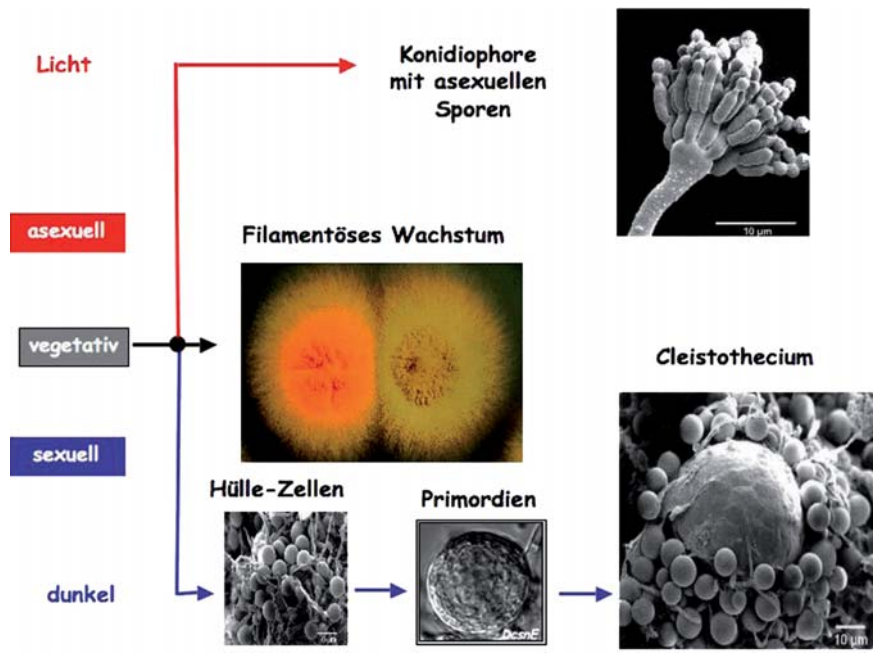 Licht
Konidiophore
mit asexuellen
Sporen
10 µm
asexuell
Filamentöses Wachstum
vegetativ
Cleistothecium
sexuell
Hülle-Zellen
Primordien
dunkel
DcsnE
10 µm